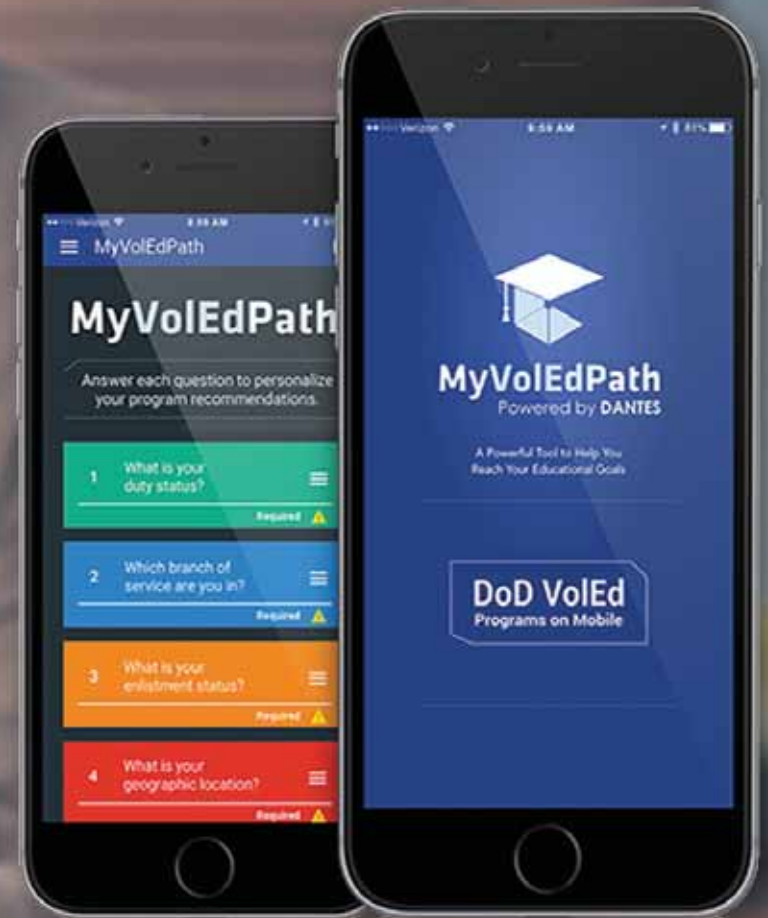 Verizon
8:59 AM
MyVolEdPath
MyVolEdPath
Answer each question to personalize
your program recommendations.
1
What is your
duty status?
Required
2
Which branch of
service are you in?
Required
3
What is your
enlistment status?
Required
4
What is your
geographic location?
Required
Verizon
8:59 AM
81%
MyVolEdPath
Powered by DANTES
A Powerful Tool to Help You
Reach Your Educational Goals
DoD VolEd
Programs on Mobile